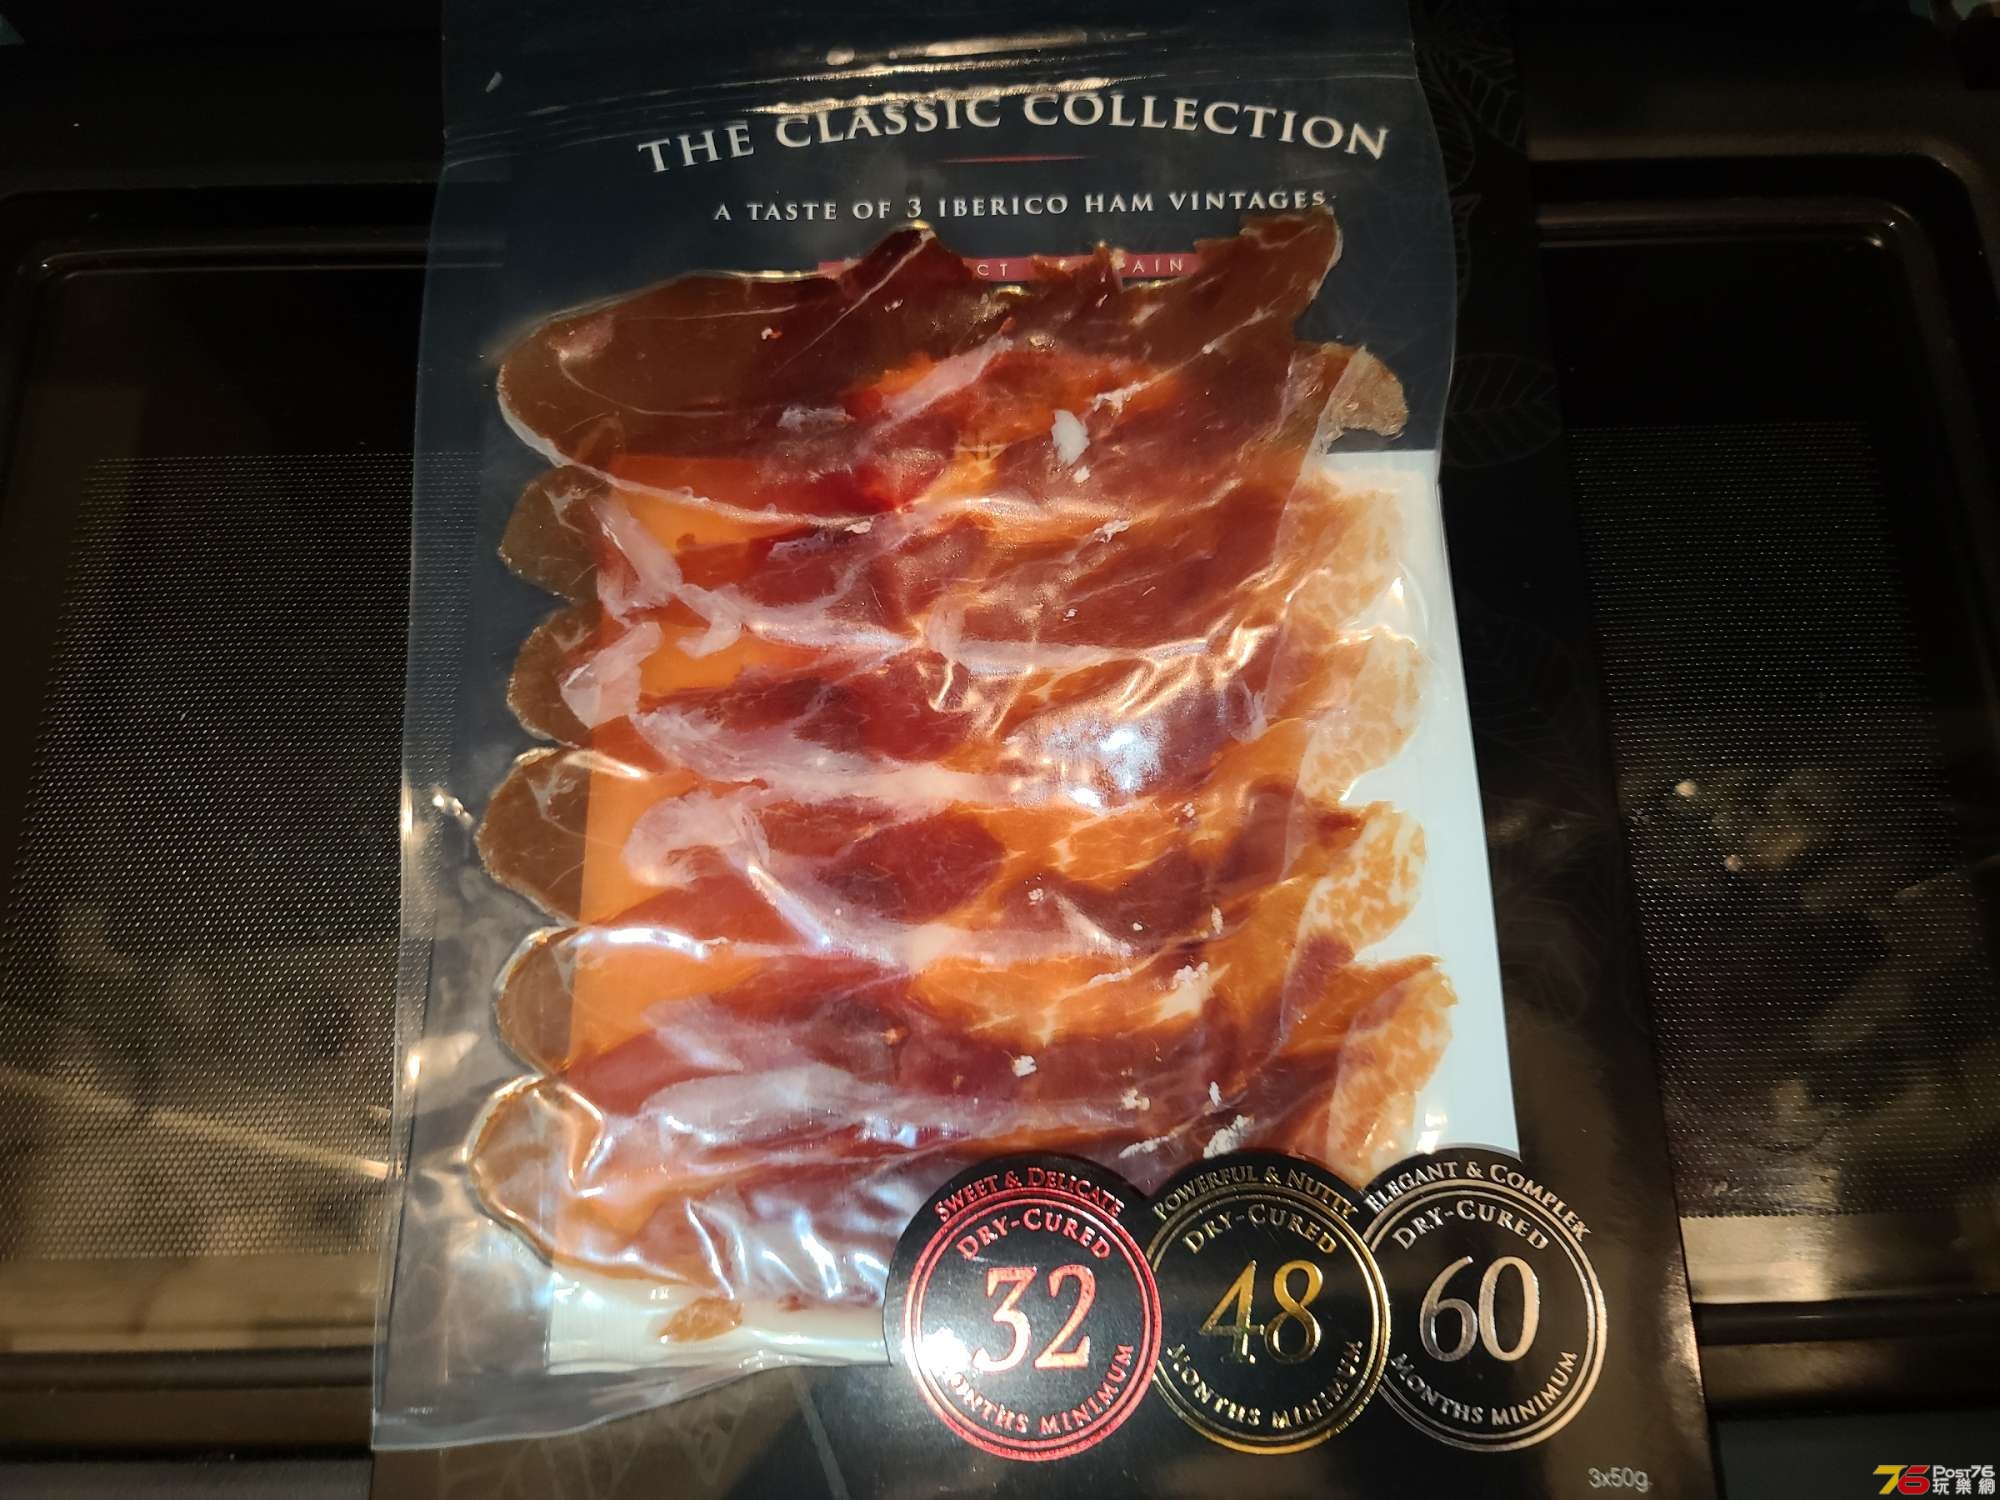 THE CLASSIC COLLECTION
A TASTE OF 3 IBERICO HAM VINTAGES
SWEET & DELICATE
DRY-CURED
32
MONTHS MINIMUM
POWERFUL & NUTTY
DRY-CURED
48
MONTHS MINIMUM
ELEGANT & COMPLEX
DRY-CURED
60
MONTHS MINIMUM
3x50g
76 POST76
玩樂網